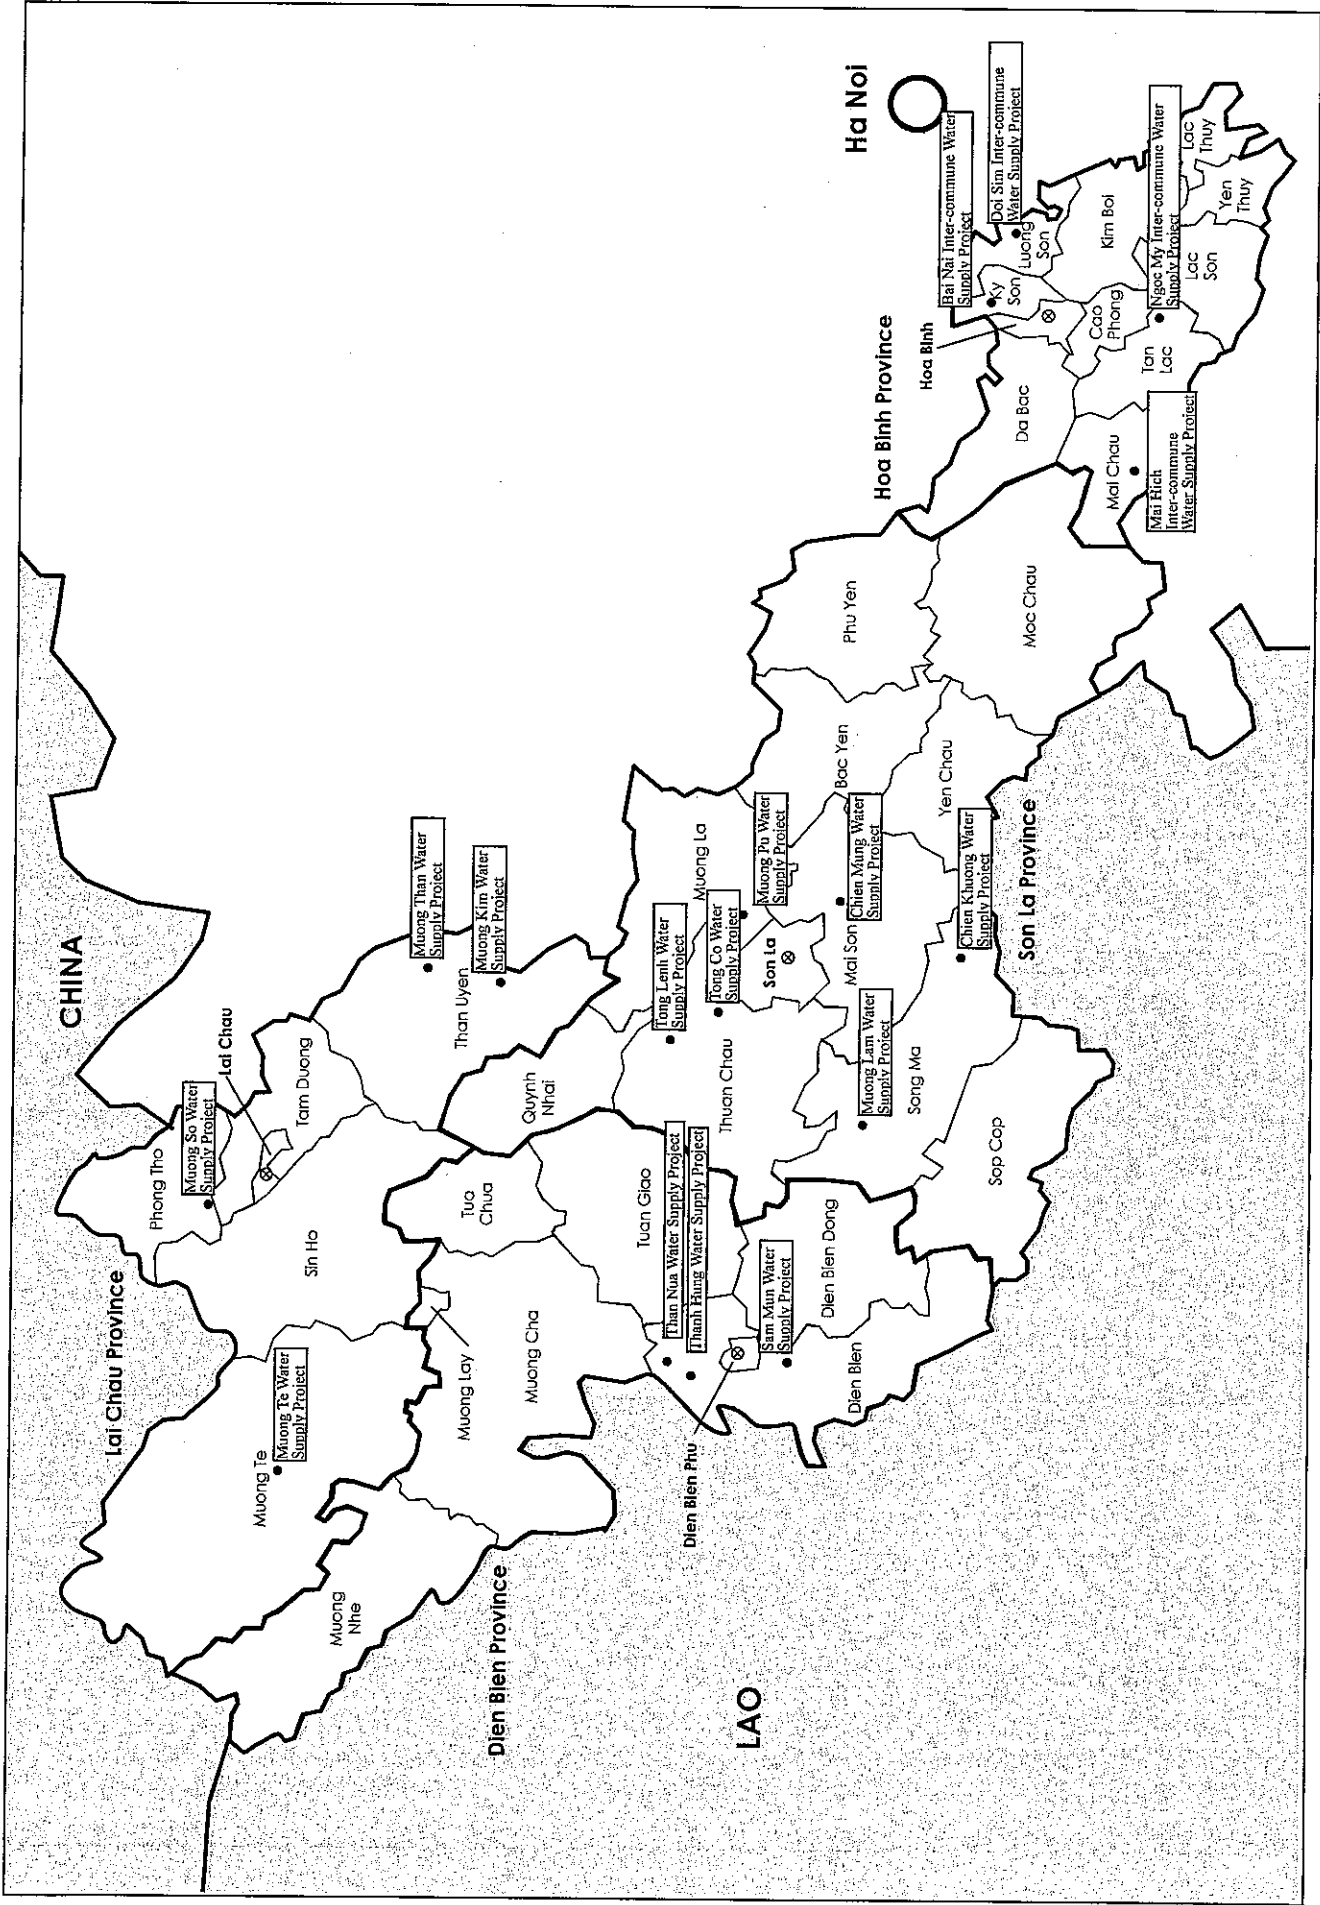 CHINA
Lai Chau Province
Phong Tho
Muong So Water
Supply Project
Lai Chau
Tam Duong
Sin Ho
Muong Te
Muong Te Water
Supply Project
Muong Than Water
Supply Project
Muong Kim Water
Supply Project
Than Uyen
Muong
Nhe
Dien Bien Province
Muong Lay
Muong Cha
Tua
Chua
Tuan Giao
Than Nua Water Supply Project
Thanh Hung Water Supply Project
Sam Mun Water
Supply Project
Dien Bien Phu
Dien Bien
Dien Bien Dong
LAO
Quynh
Nhai
Tong Lenh Water
Supply Project
Muong La
Tong Co Water
Supply Project
Muong Pu Water
Supply Project
Thuan Chau
Son La
Bac Yen
Phu Yen
Chien Mung Water
Supply Project
Mai Son
Muong Lam Water
Supply Project
Song Ma
Chien Khuong Water
Supply Project
Yen Chau
Moc Chau
Sop Cop
Son La Province
Ha Noi
Hoa Binh Province
Hoa Binh
Bai Nai Inter-commune Water
Supply Project
Doi Sim Inter-commune
Water Supply Project
Ky
Son
Luong
Son
Da Bac
Kim Boi
Cao
Phong
Tan
Lac
Mai Chau
Mai Hich
Inter-commune
Water Supply Project
Ngoc My Inter-commune Water
Supply Project
Lac
Son
Lac
Thuy
Yen
Thuy